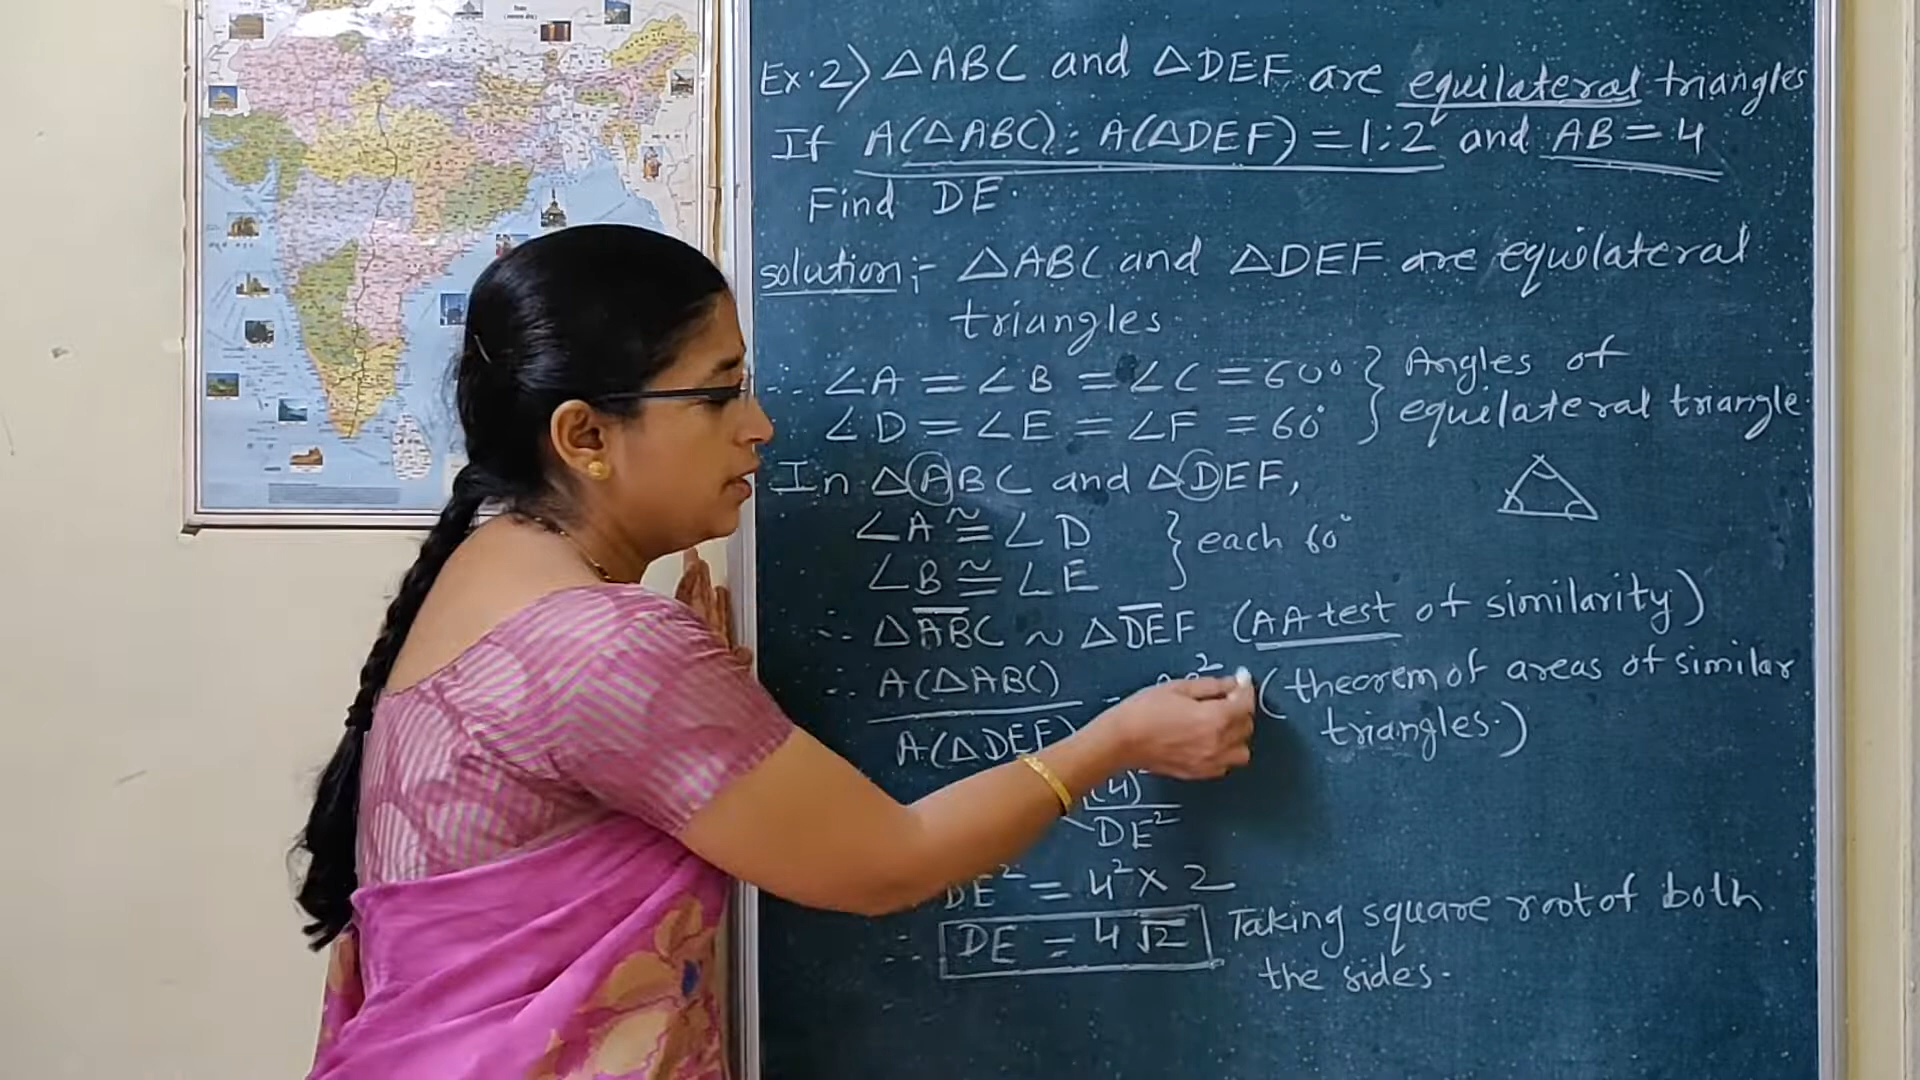 Ex.2) △ABC and △DEF are equilateral triangles
If A(△ABC) : A(△DEF) = 1:2 and AB = 4
Find DE.
solution:- △ABC and △DEF are equilateral
triangles.
∠A = ∠B = ∠C = 60° } Angles of
∠D = ∠E = ∠F = 60° } equilateral triangle.
In △ABC and △DEF,
∠A ≅ ∠D } each 60°
∠B ≅ ∠E
∴ △ABC ~ △DEF (AA test of similarity)
∴ A(△ABC) 2 (theorem of areas of similar
A(△DEF) triangles.)
(4)
DE²
DE² = 4² × 2
∴ DE = 4√2 Taking square root of both
the sides.